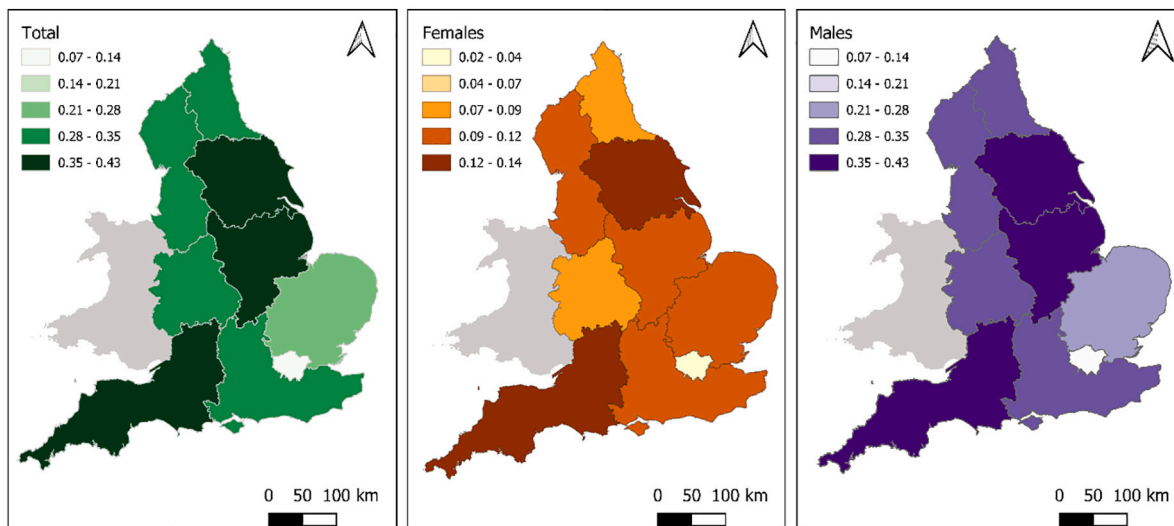 Total
0.07 - 0.14
0.14 - 0.21
0.21 - 0.28
0.28 - 0.35
0.35 - 0.43
0 50 100 km
Females
0.02 - 0.04
0.04 - 0.07
0.07 - 0.09
0.09 - 0.12
0.12 - 0.14
0 50 100 km
Males
0.07 - 0.14
0.14 - 0.21
0.21 - 0.28
0.28 - 0.35
0.35 - 0.43
0 50 100 km